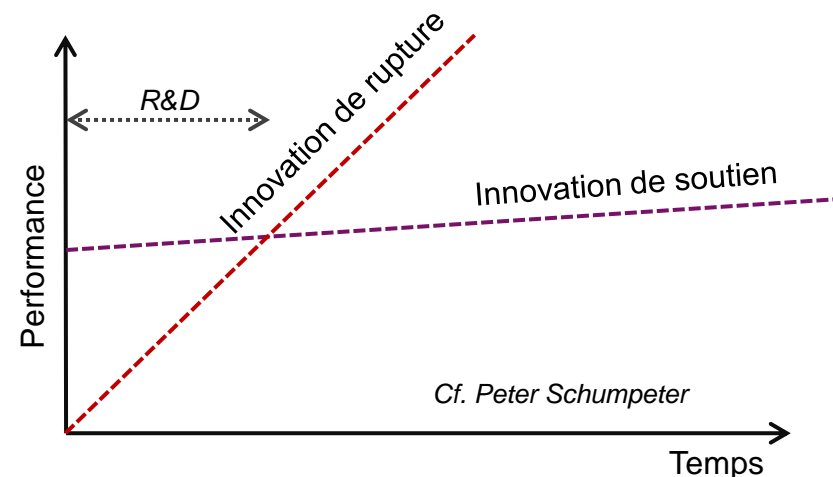 R&D
Innovation de rupture
Innovation de soutien
Performance
Cf. Peter Schumpeter
Temps